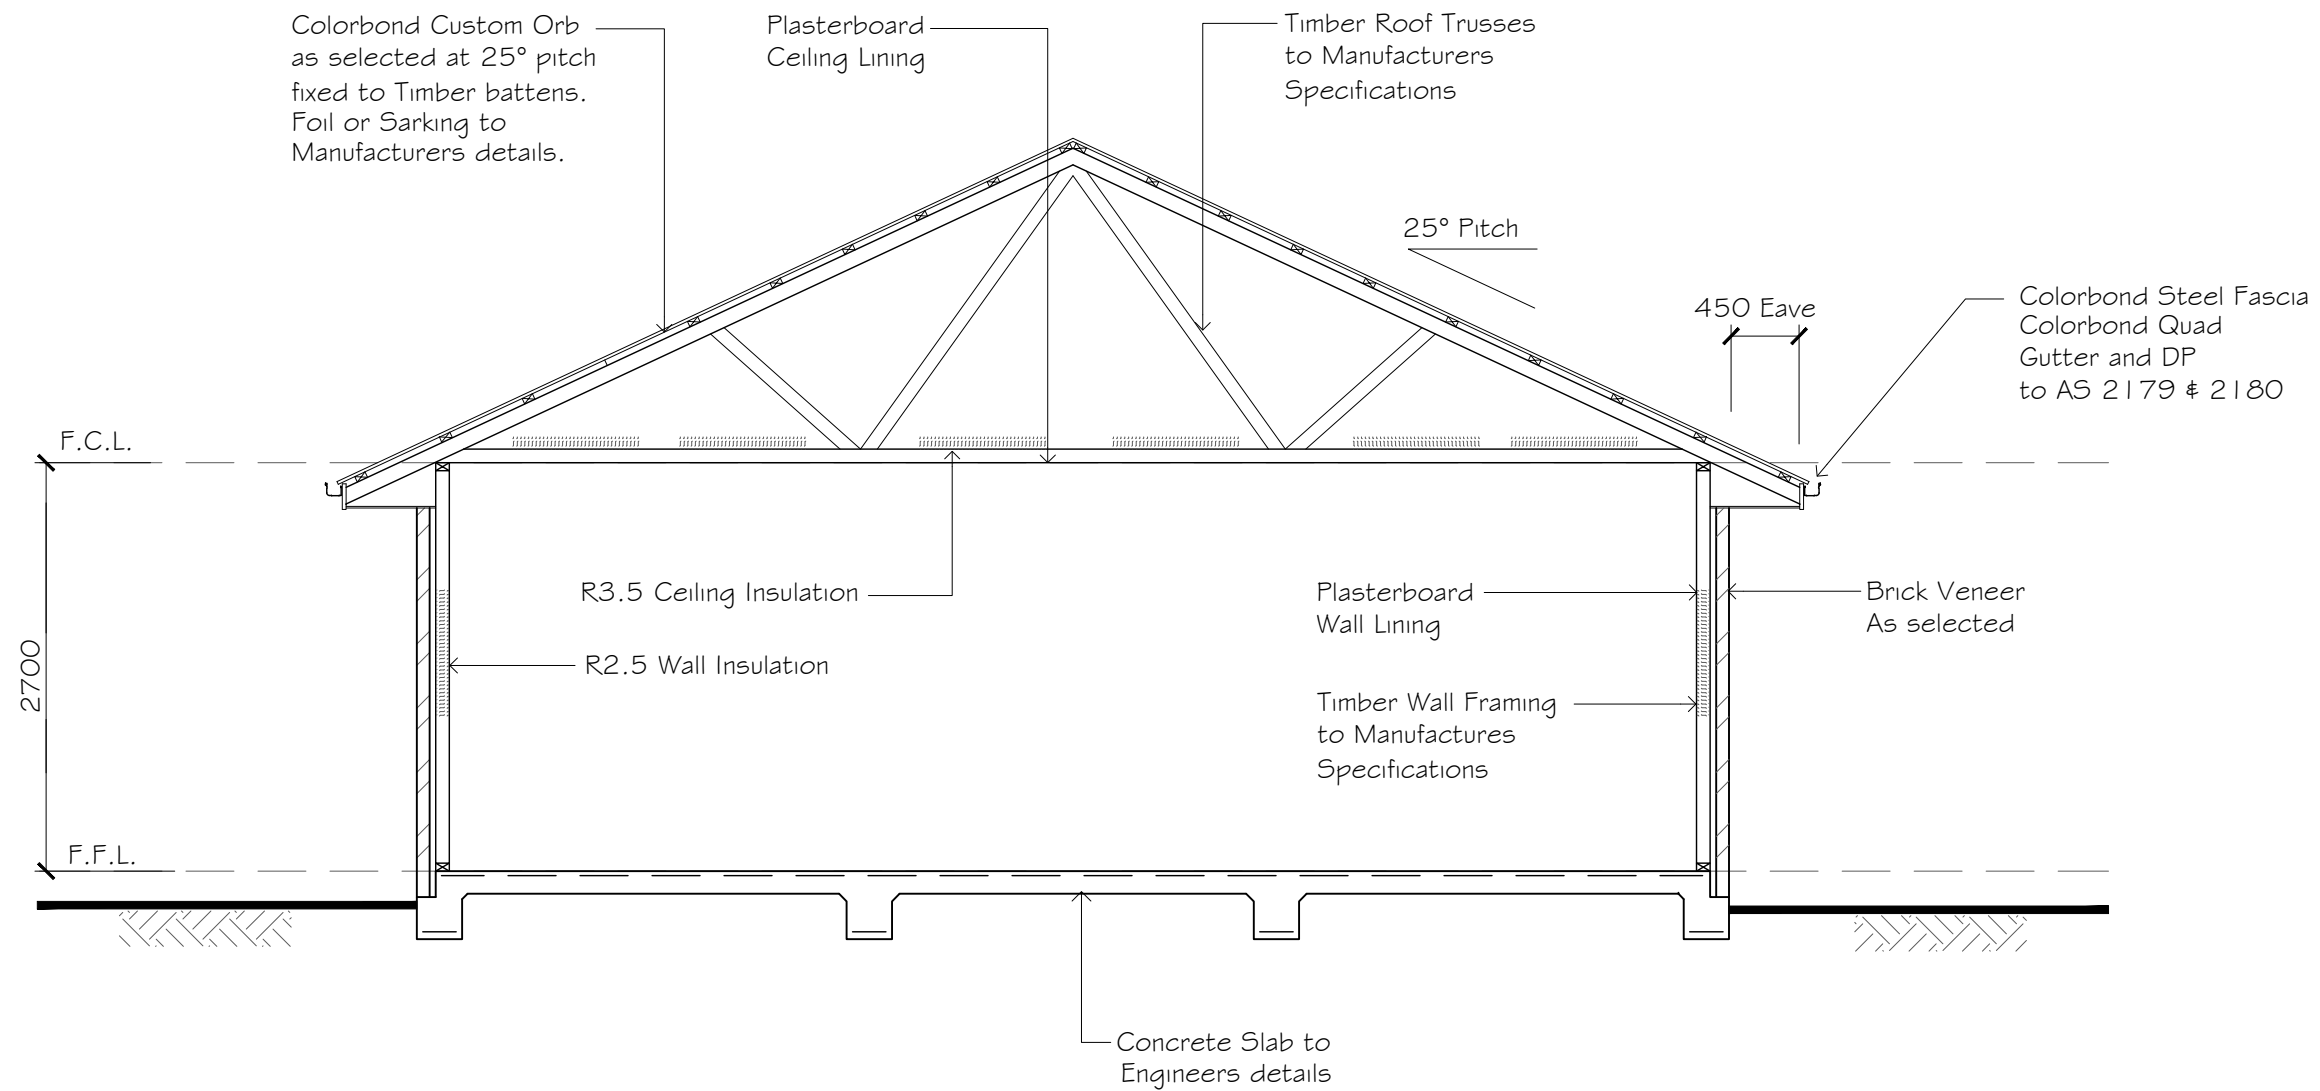 Colorbond Custom Orb
as selected at 25° pitch
fixed to Timber battens.
Foil or Sarking to
Manufacturers details.
Plasterboard
Ceiling Lining
Timber Roof Trusses
to Manufacturers
Specifications
25° Pitch
450 Eave
Colorbond Steel Fascia
Colorbond Quad
Gutter and DP
to AS 2179 & 2180
F.C.L.
2700
R3.5 Ceiling Insulation
R2.5 Wall Insulation
Plasterboard
Wall Lining
Brick Veneer
As selected
Timber Wall Framing
to Manufactures
Specifications
F.F.L.
Concrete Slab to
Engineers details